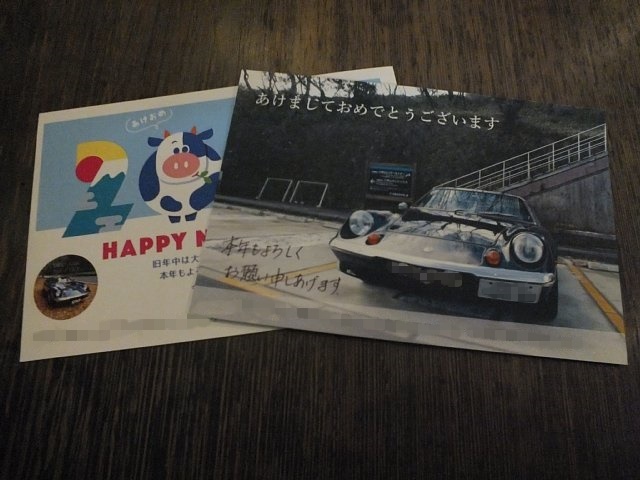 あけおめ
20
HAPPY N
旧年中は大
本年もよ
あけましておめでとうございます
本年もよろしく
お願い申しあげます